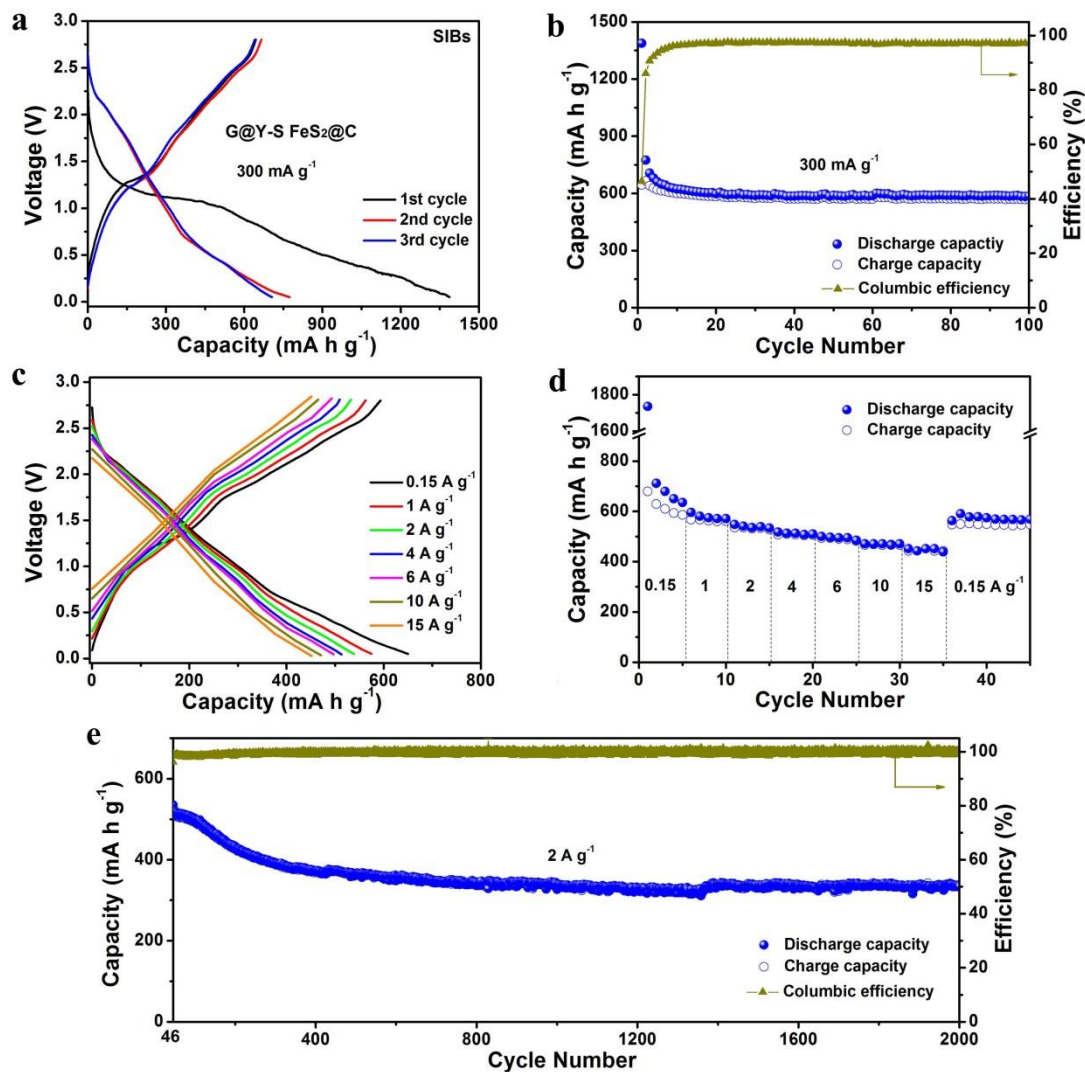 a
3.0
2.5
2.0
1.5
1.0
0.5
0.0
Voltage (V)
SIBs
G@Y-S FeS₂@C
300 mA g⁻¹
1st cycle
2nd cycle
3rd cycle
0 300 600 900 1200 1500
Capacity (mA h g⁻¹)
b
1500
1200
900
600
300
0
Capacity (mA h g⁻¹)
300 mA g⁻¹
Discharge capactiy
Charge capacity
Columbic efficiency
100
80
60
40
20
0
Efficiency (%)
0 20 40 60 80 100
Cycle Number
c
3.0
2.5
2.0
1.5
1.0
0.5
0.0
Voltage (V)
0.15 A g⁻¹
1 A g⁻¹
2 A g⁻¹
4 A g⁻¹
6 A g⁻¹
10 A g⁻¹
15 A g⁻¹
0 200 400 600 800
Capacity (mA h g⁻¹)
d
1800
1600
800
600
400
200
0
Capacity (mA h g⁻¹)
Discharge capacity
Charge capacity
0.15 1 2 4 6 10 15 0.15 A g⁻¹
0 10 20 30 40
Cycle Number
e
600
400
200
0
Capacity (mA h g⁻¹)
2 A g⁻¹
Discharge capacity
Charge capacity
Columbic efficiency
100
80
60
40
20
0
Efficiency (%)
46 400 800 1200 1600 2000
Cycle Number